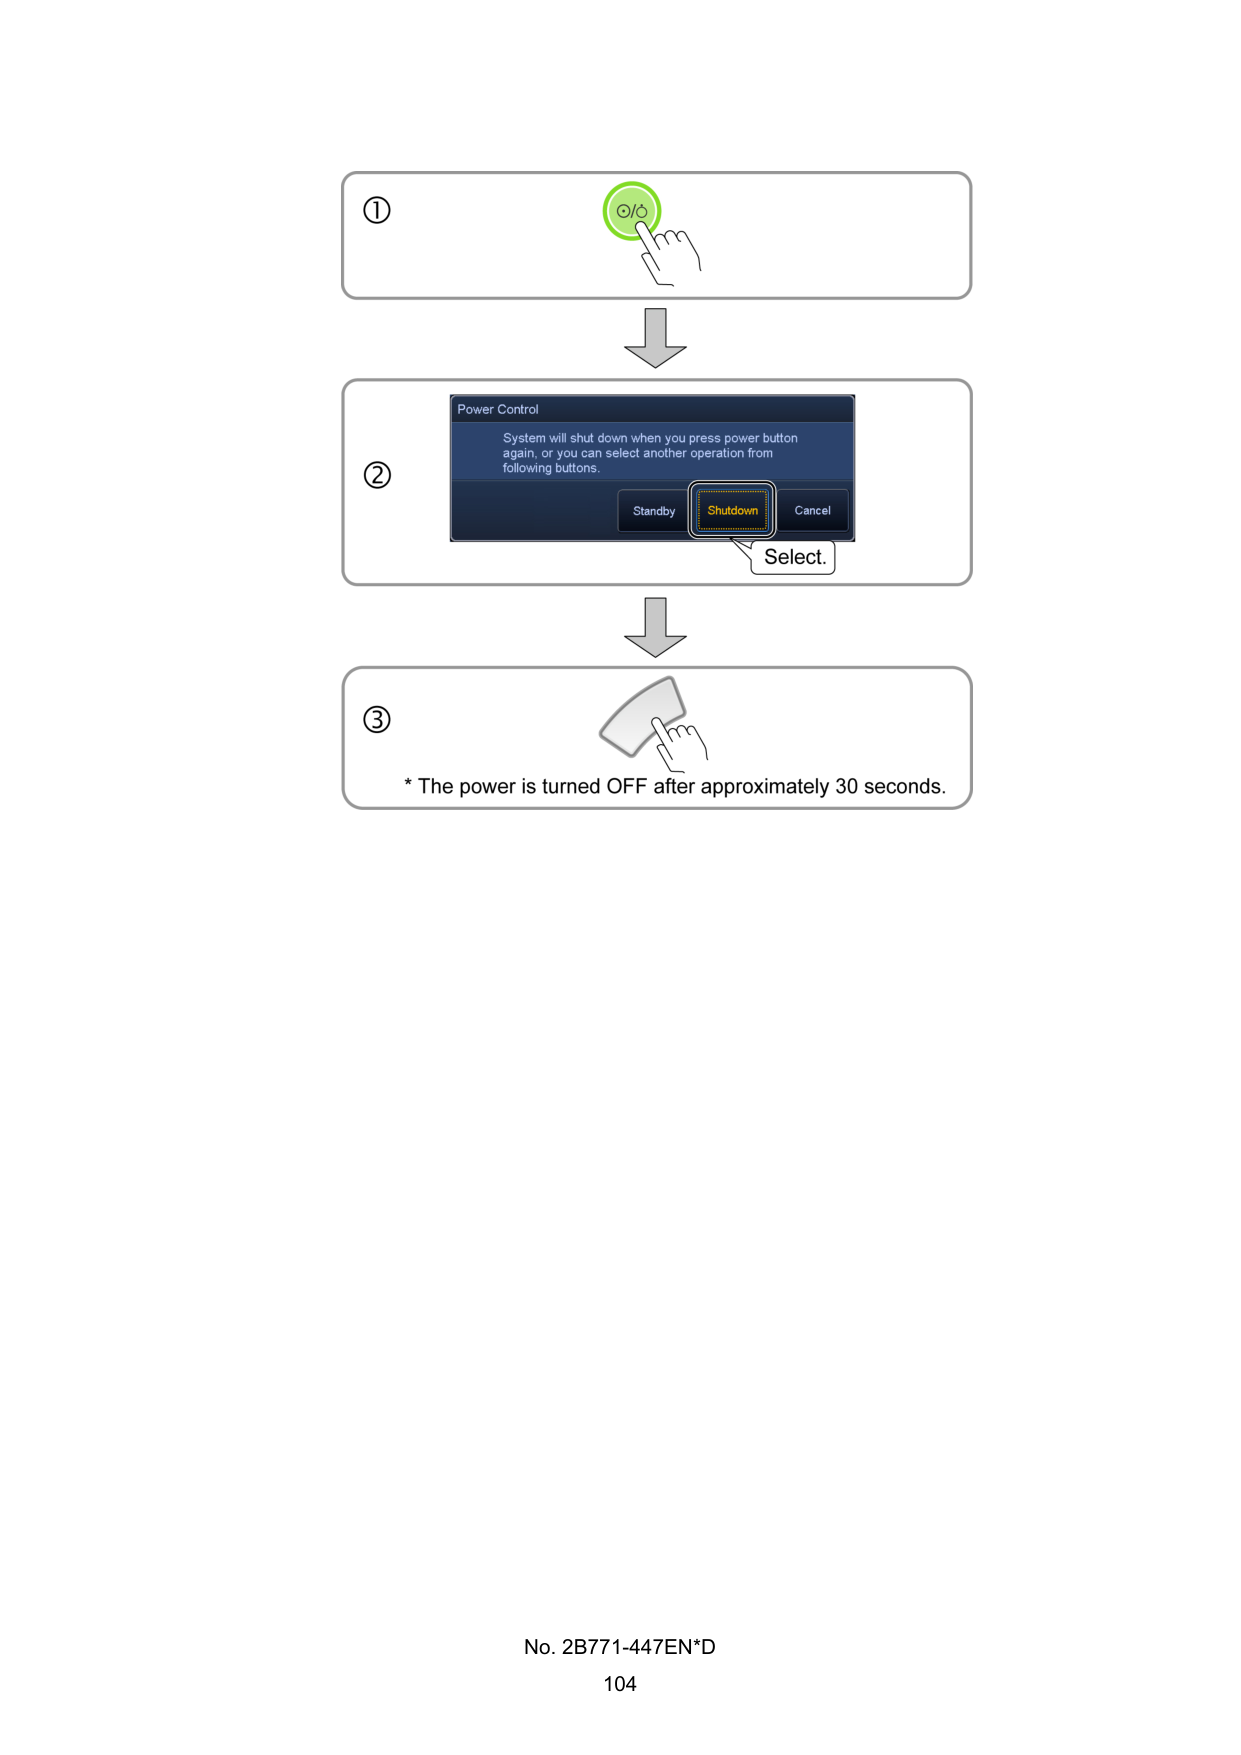 ①
②
Power Control
System will shut down when you press power button
again, or you can select another operation from
following buttons.
Standby Shutdown Cancel
Select.
③
* The power is turned OFF after approximately 30 seconds.
No. 2B771-447EN*D
104